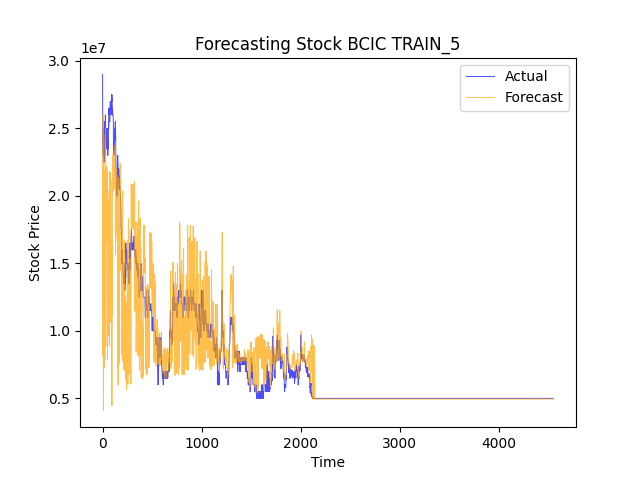 Forecasting Stock BCIC TRAIN_5
1e7
3.0
2.5
2.0
1.5
1.0
0.5
Stock Price
Actual
Forecast
0 1000 2000 3000 4000
Time